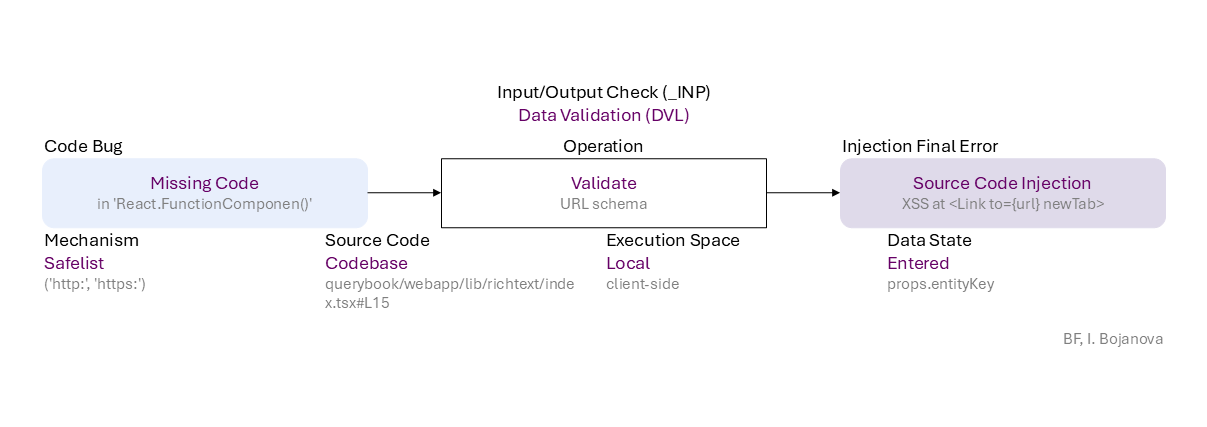 Input/Output Check (_INP)
Data Validation (DVL)
Code Bug
Operation
Injection Final Error
Missing Code
in 'React.FunctionComponen()'
Validate
URL schema
Source Code Injection
XSS at <Link to={url} newTab>
Mechanism
Safelist
('http:', 'https:')
Source Code
Codebase
querybook/webapp/lib/richtext/inde
x.tsx#L15
Execution Space
Local
client-side
Data State
Entered
props.entityKey
BF, I. Bojanova